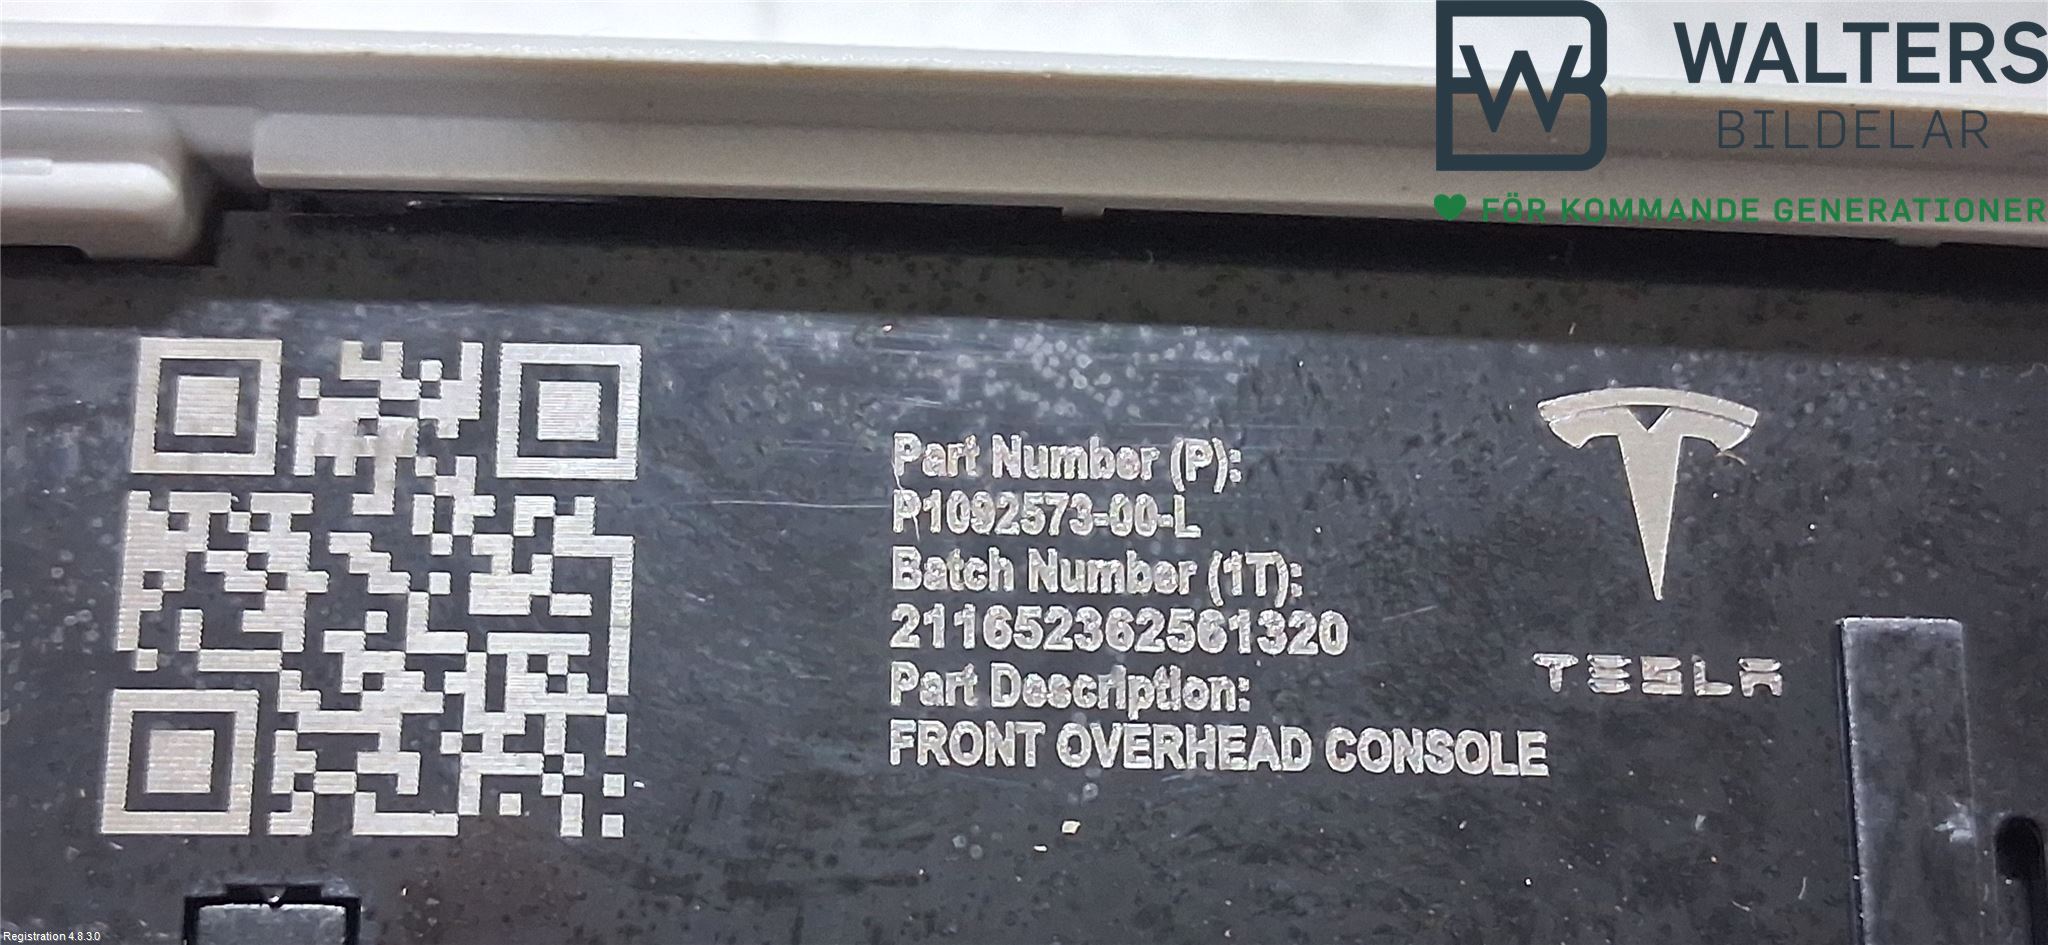 WALTERS
BILDELAR
FÖR KOMMANDE GENERATIONER
Part Number (P):
P1092573-00-L
Batch Number (1T):
211652362561320
Part Description:
FRONT OVERHEAD CONSOLE
TESLA
Registration 4.8.3.0